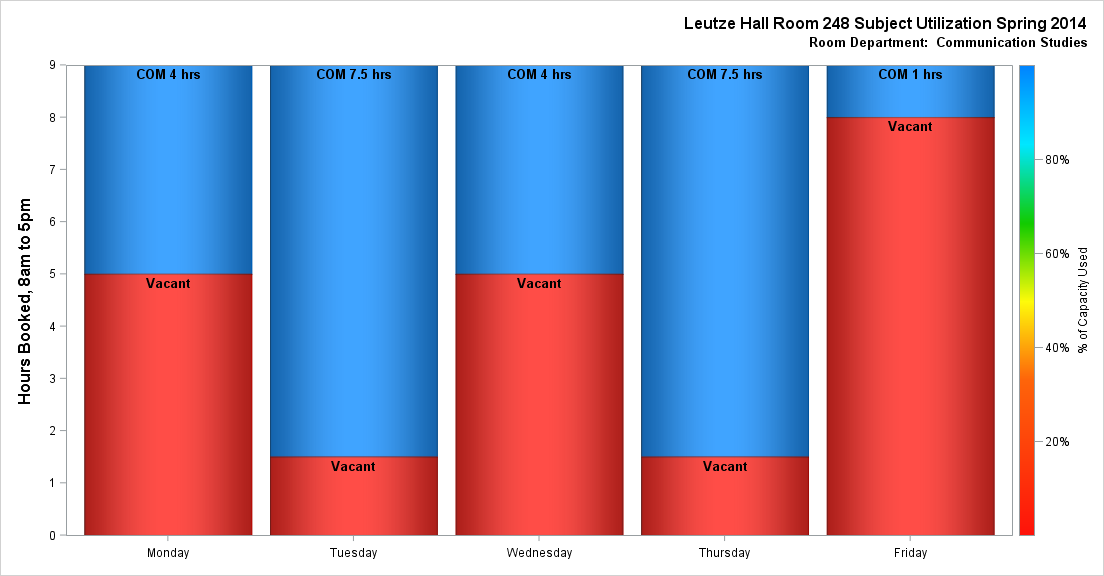 Leutze Hall Room 248 Subject Utilization Spring 2014
Room Department:  Communication Studies
Hours Booked, 8am to 5pm
9
8
7
6
5
4
3
2
1
0
COM 4 hrs
Vacant
COM 7.5 hrs
Vacant
COM 4 hrs
Vacant
COM 7.5 hrs
Vacant
COM 1 hrs
Vacant
Monday
Tuesday
Wednesday
Thursday
Friday
80%
60%
40%
20%
% of Capacity Used